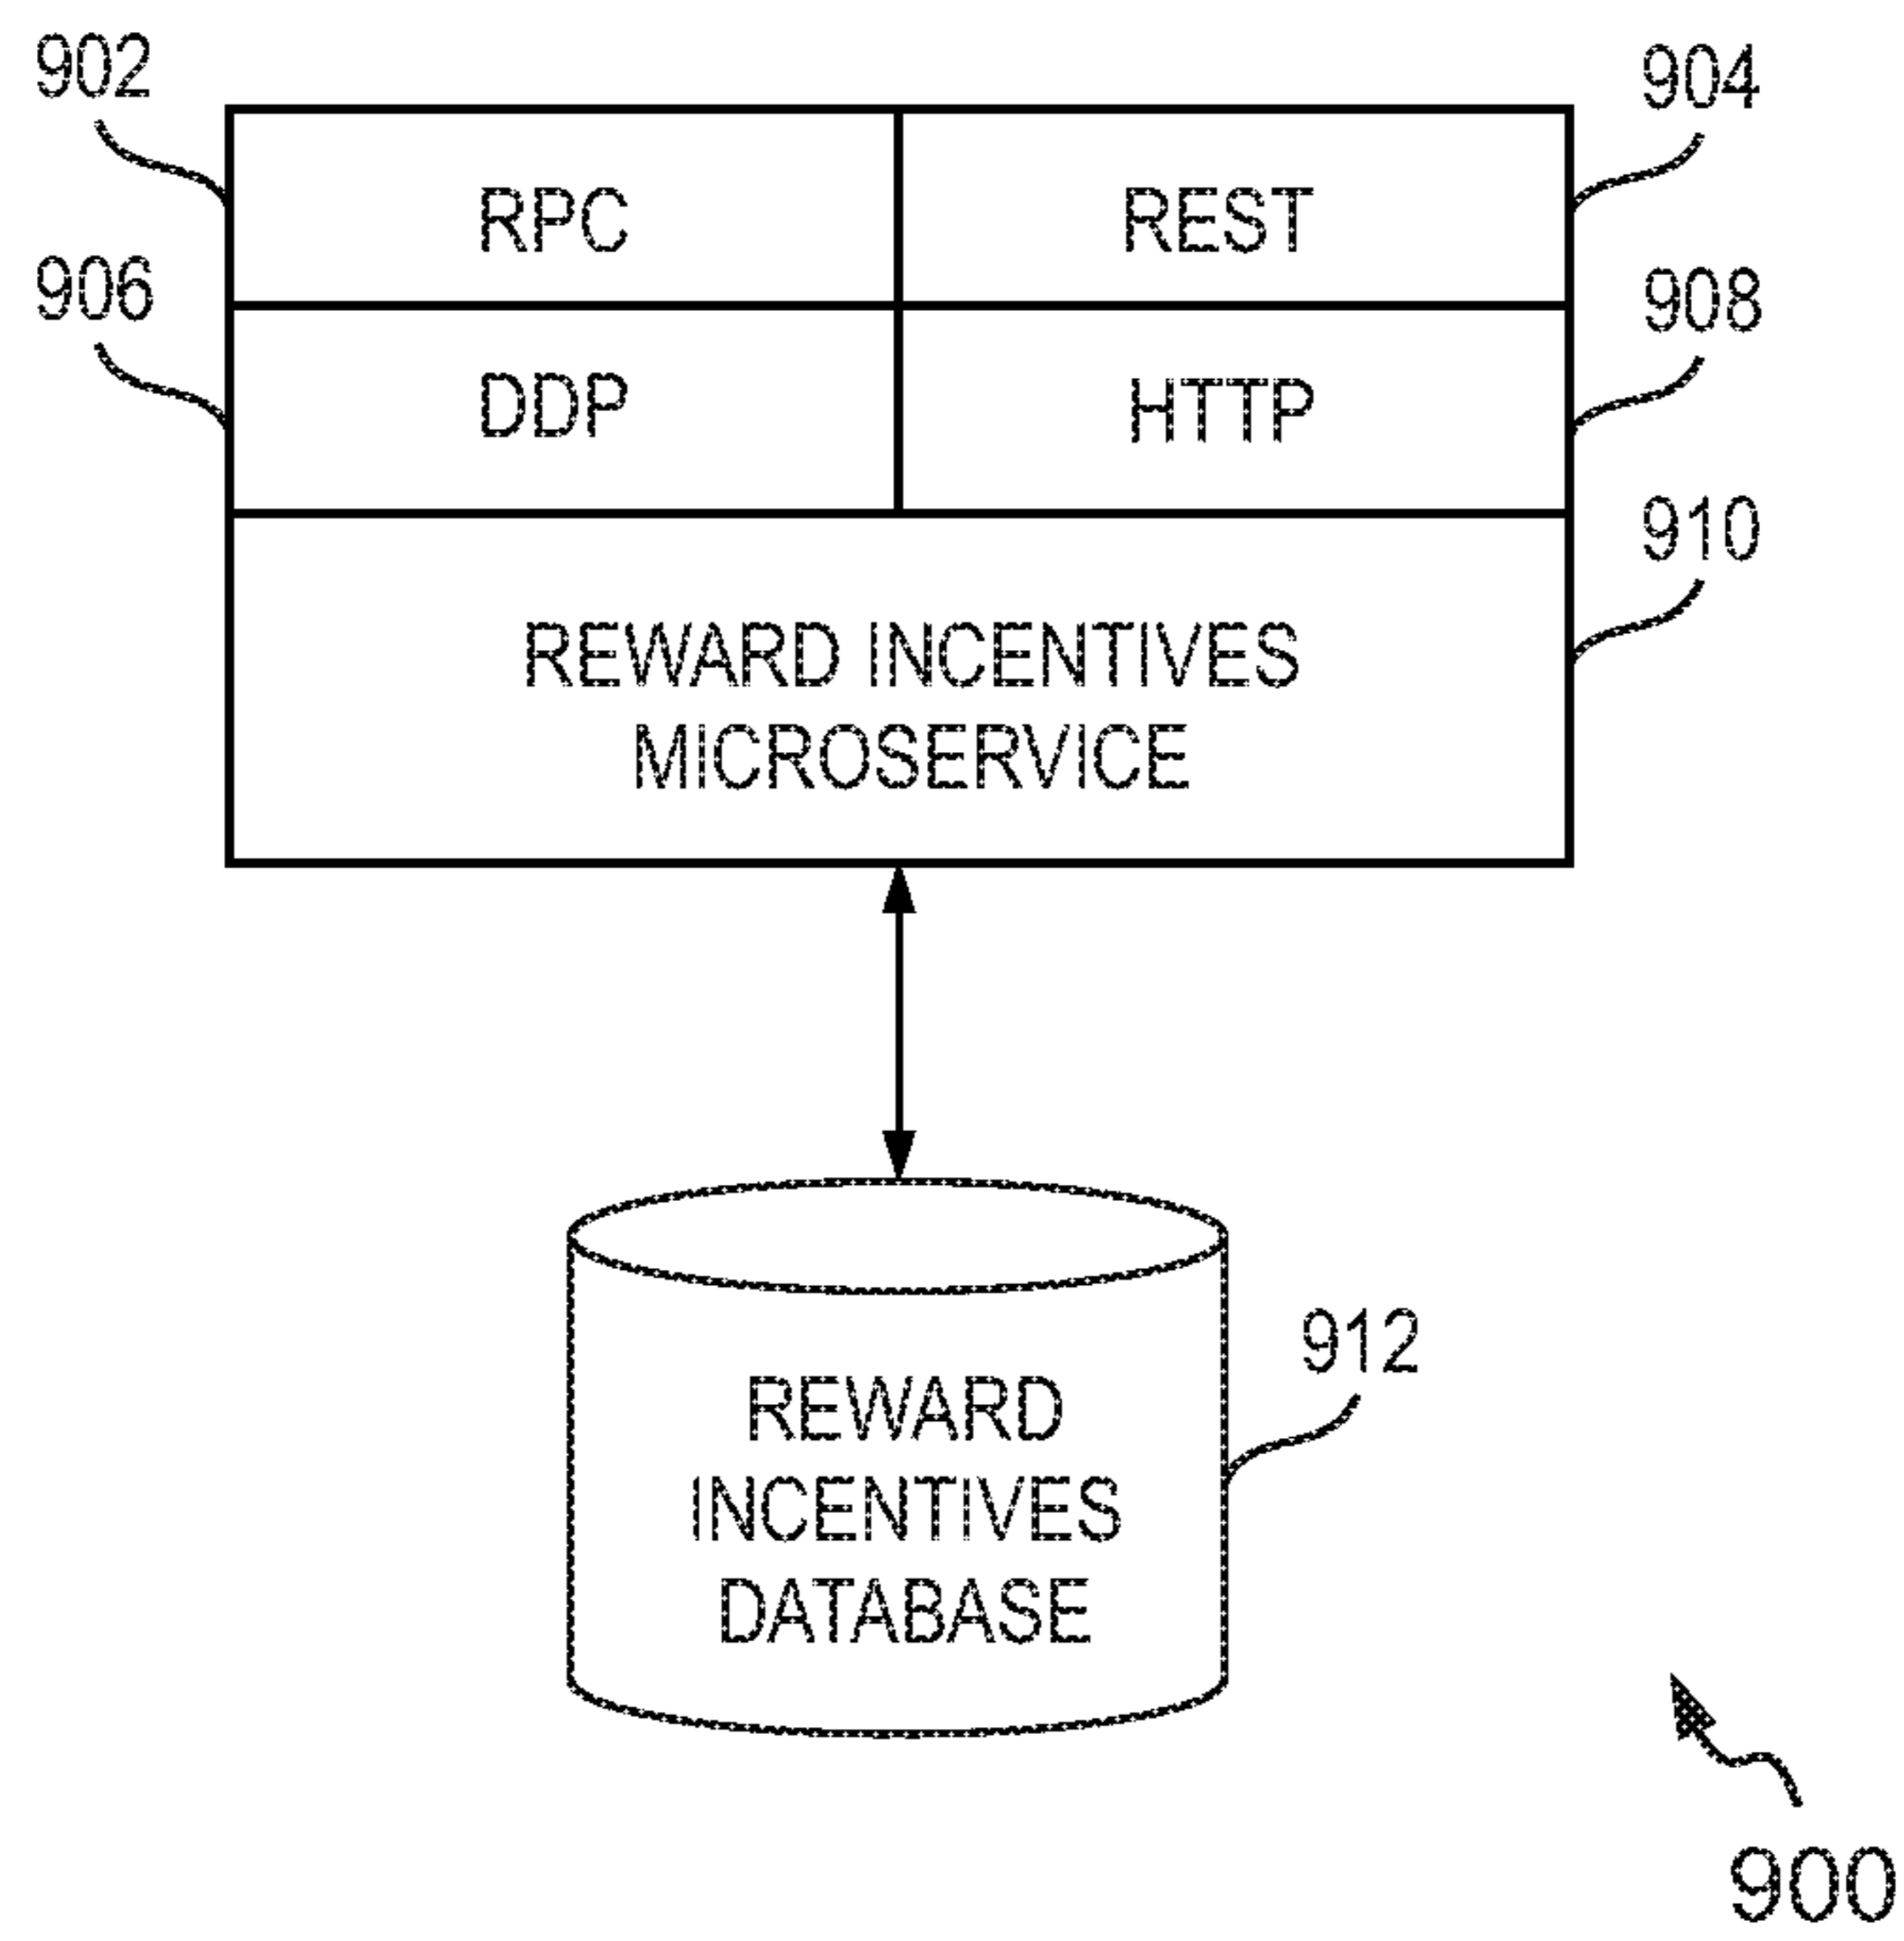 902
904
RPC
REST
906
908
DDP
HTTP
910
REWARD INCENTIVES
MICROSERVICE
912
REWARD
INCENTIVES
DATABASE
900